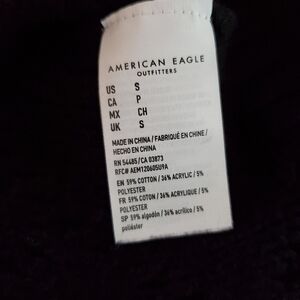 AMERICAN EAGLE
OUTFITTERS
US S
CA P
MX CH
UK S
MADE IN CHINA / FABRIQUÉ EN CHINE /
HECHO EN CHINA
RN 54485/CA 03873
RFC# AEM120605U9A
EN 59% COTTON / 36% ACRYLIC / 5%
POLYESTER
FR 59% COTON / 36% ACRYLIQUE / 5%
POLYESTER
SP 59% algodón / 36% acrílico / 5%
poliéster